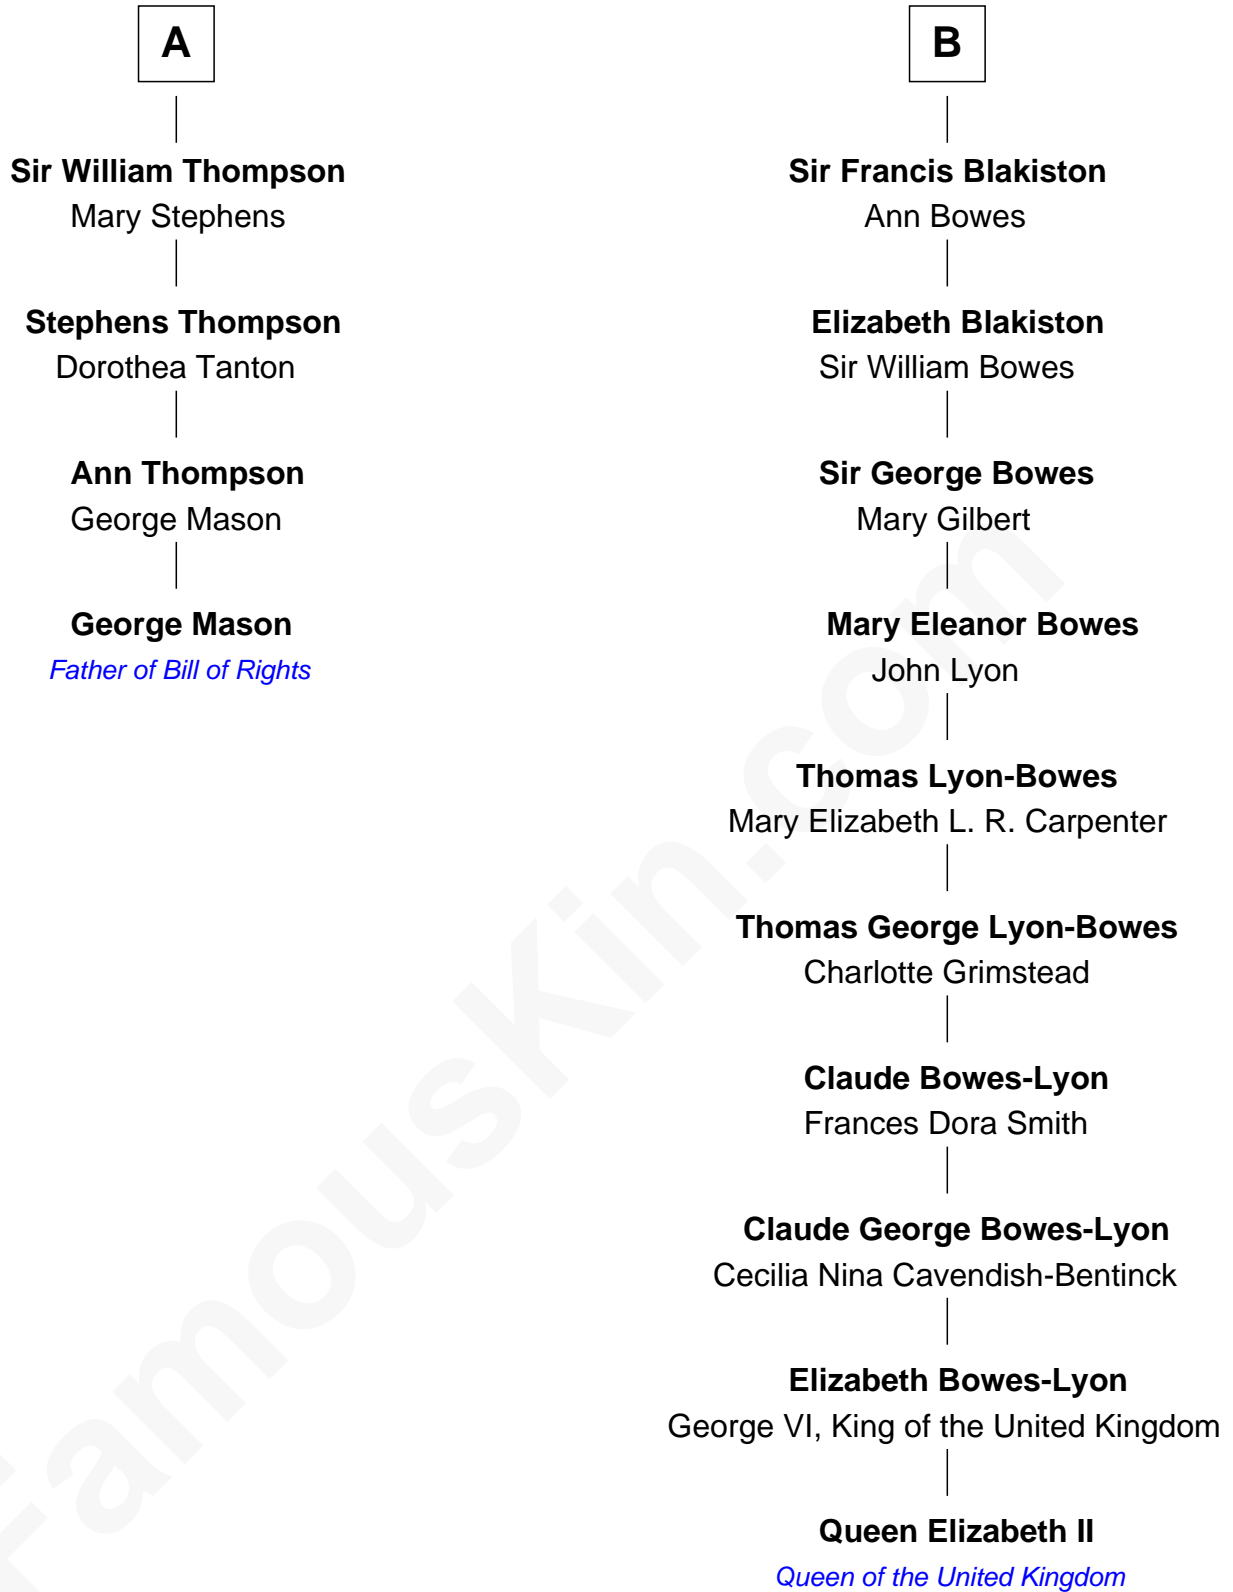 A
Sir William Thompson
Mary Stephens
Stephens Thompson
Dorothea Tanton
Ann Thompson
George Mason
George Mason
Father of Bill of Rights
B
Sir Francis Blakiston
Ann Bowes
Elizabeth Blakiston
Sir William Bowes
Sir George Bowes
Mary Gilbert
Mary Eleanor Bowes
John Lyon
Thomas Lyon-Bowes
Mary Elizabeth L. R. Carpenter
Thomas George Lyon-Bowes
Charlotte Grimstead
Claude Bowes-Lyon
Frances Dora Smith
Claude George Bowes-Lyon
Cecilia Nina Cavendish-Bentinck
Elizabeth Bowes-Lyon
George VI, King of the United Kingdom
Queen Elizabeth II
Queen of the United Kingdom
FamousKin.com